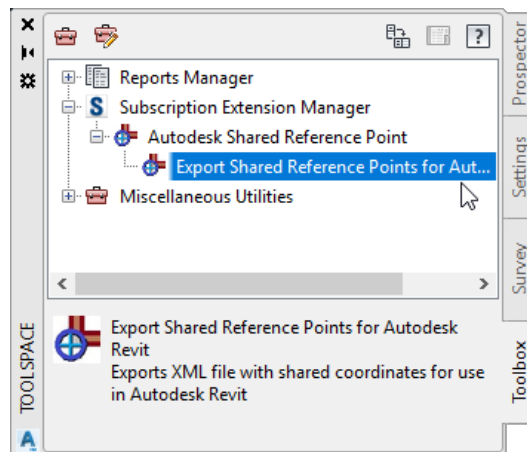 Reports Manager
S Subscription Extension Manager
Autodesk Shared Reference Point
Export Shared Reference Points for Aut...
Miscellaneous Utilities
Export Shared Reference Points for Autodesk
Revit
Exports XML file with shared coordinates for use
in Autodesk Revit
TOOLSPACE
A
Prospector
Settings
Survey
Toolbox
?